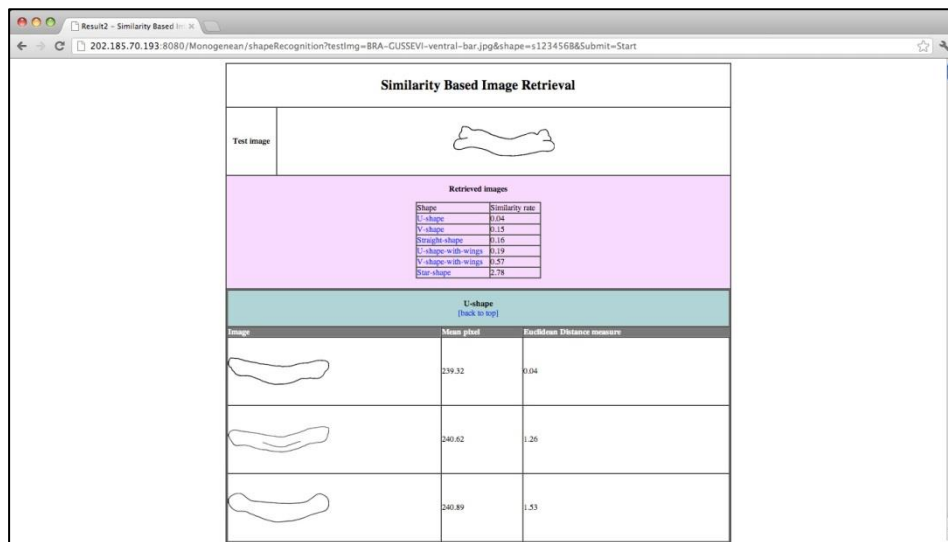 Result2 - Similarity Based Im
202.185.70.193:8080/Monogenean/shapeRecognition?testImg=BRA-GUSSEVI-ventral-bar.jpg&shape=s1234568&Submit=Start
Similarity Based Image Retrieval
Test image
Retrieved images
Shape Similarity rate
U-shape 0.04
V-shape 0.15
Straight-shape 0.16
U-shape-with-wings 0.19
V-shape-with-wings 0.57
Star-shape 2.78
U-shape
[back to top]
Image Mean pixel Euclidean Distance measure
239.32 0.04
240.62 1.26
240.89 1.53